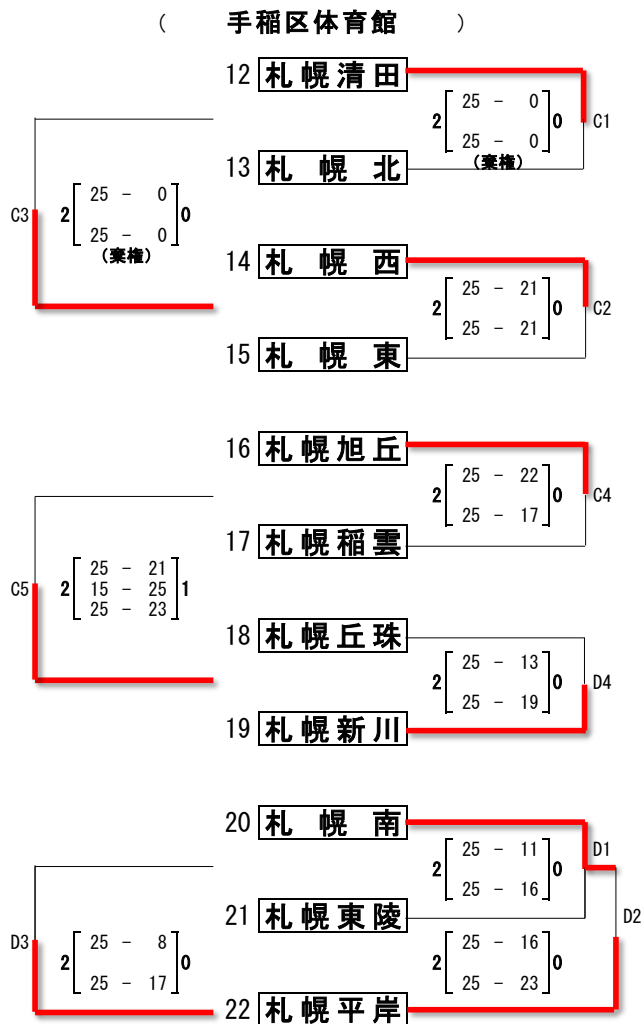 （ 手稲区体育館 ）
12 札幌清田
2 25 － 0 0 C1
25 － 0
（棄権）
13 札幌北
C3 2 25 － 0 0
25 － 0
（棄権）
14 札幌西
2 25 － 21 0 C2
25 － 21
15 札幌東
16 札幌旭丘
2 25 － 22 0 C4
25 － 17
17 札幌稲雲
C5 2 25 － 21 1
15 － 25
25 － 23
18 札幌丘珠
2 25 － 13 0 D4
25 － 19
19 札幌新川
20 札幌南
2 25 － 11 0 D1
25 － 16
21 札幌東陵
D2
D3 2 25 － 8 0
25 － 17
2 25 － 16 0
25 － 23
22 札幌平岸